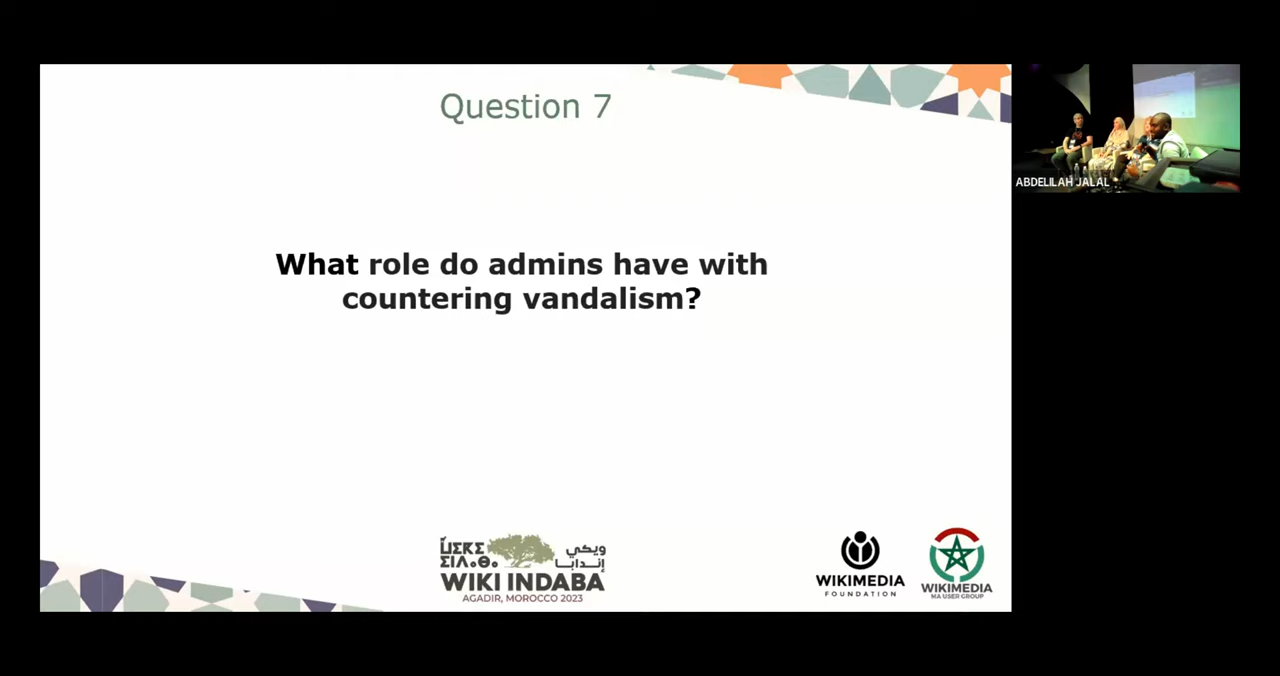 Question 7
What role do admins have with
countering vandalism?
ABDELILAH JALAL
ⵡⵉⴽⵉ ويكي
ⵉⵏⴷⴰⴱⴰ إندابا
WIKI INDABA
AGADIR, MOROCCO 2023
WIKIMEDIA
FOUNDATION
WIKIMEDIA
MA USER GROUP